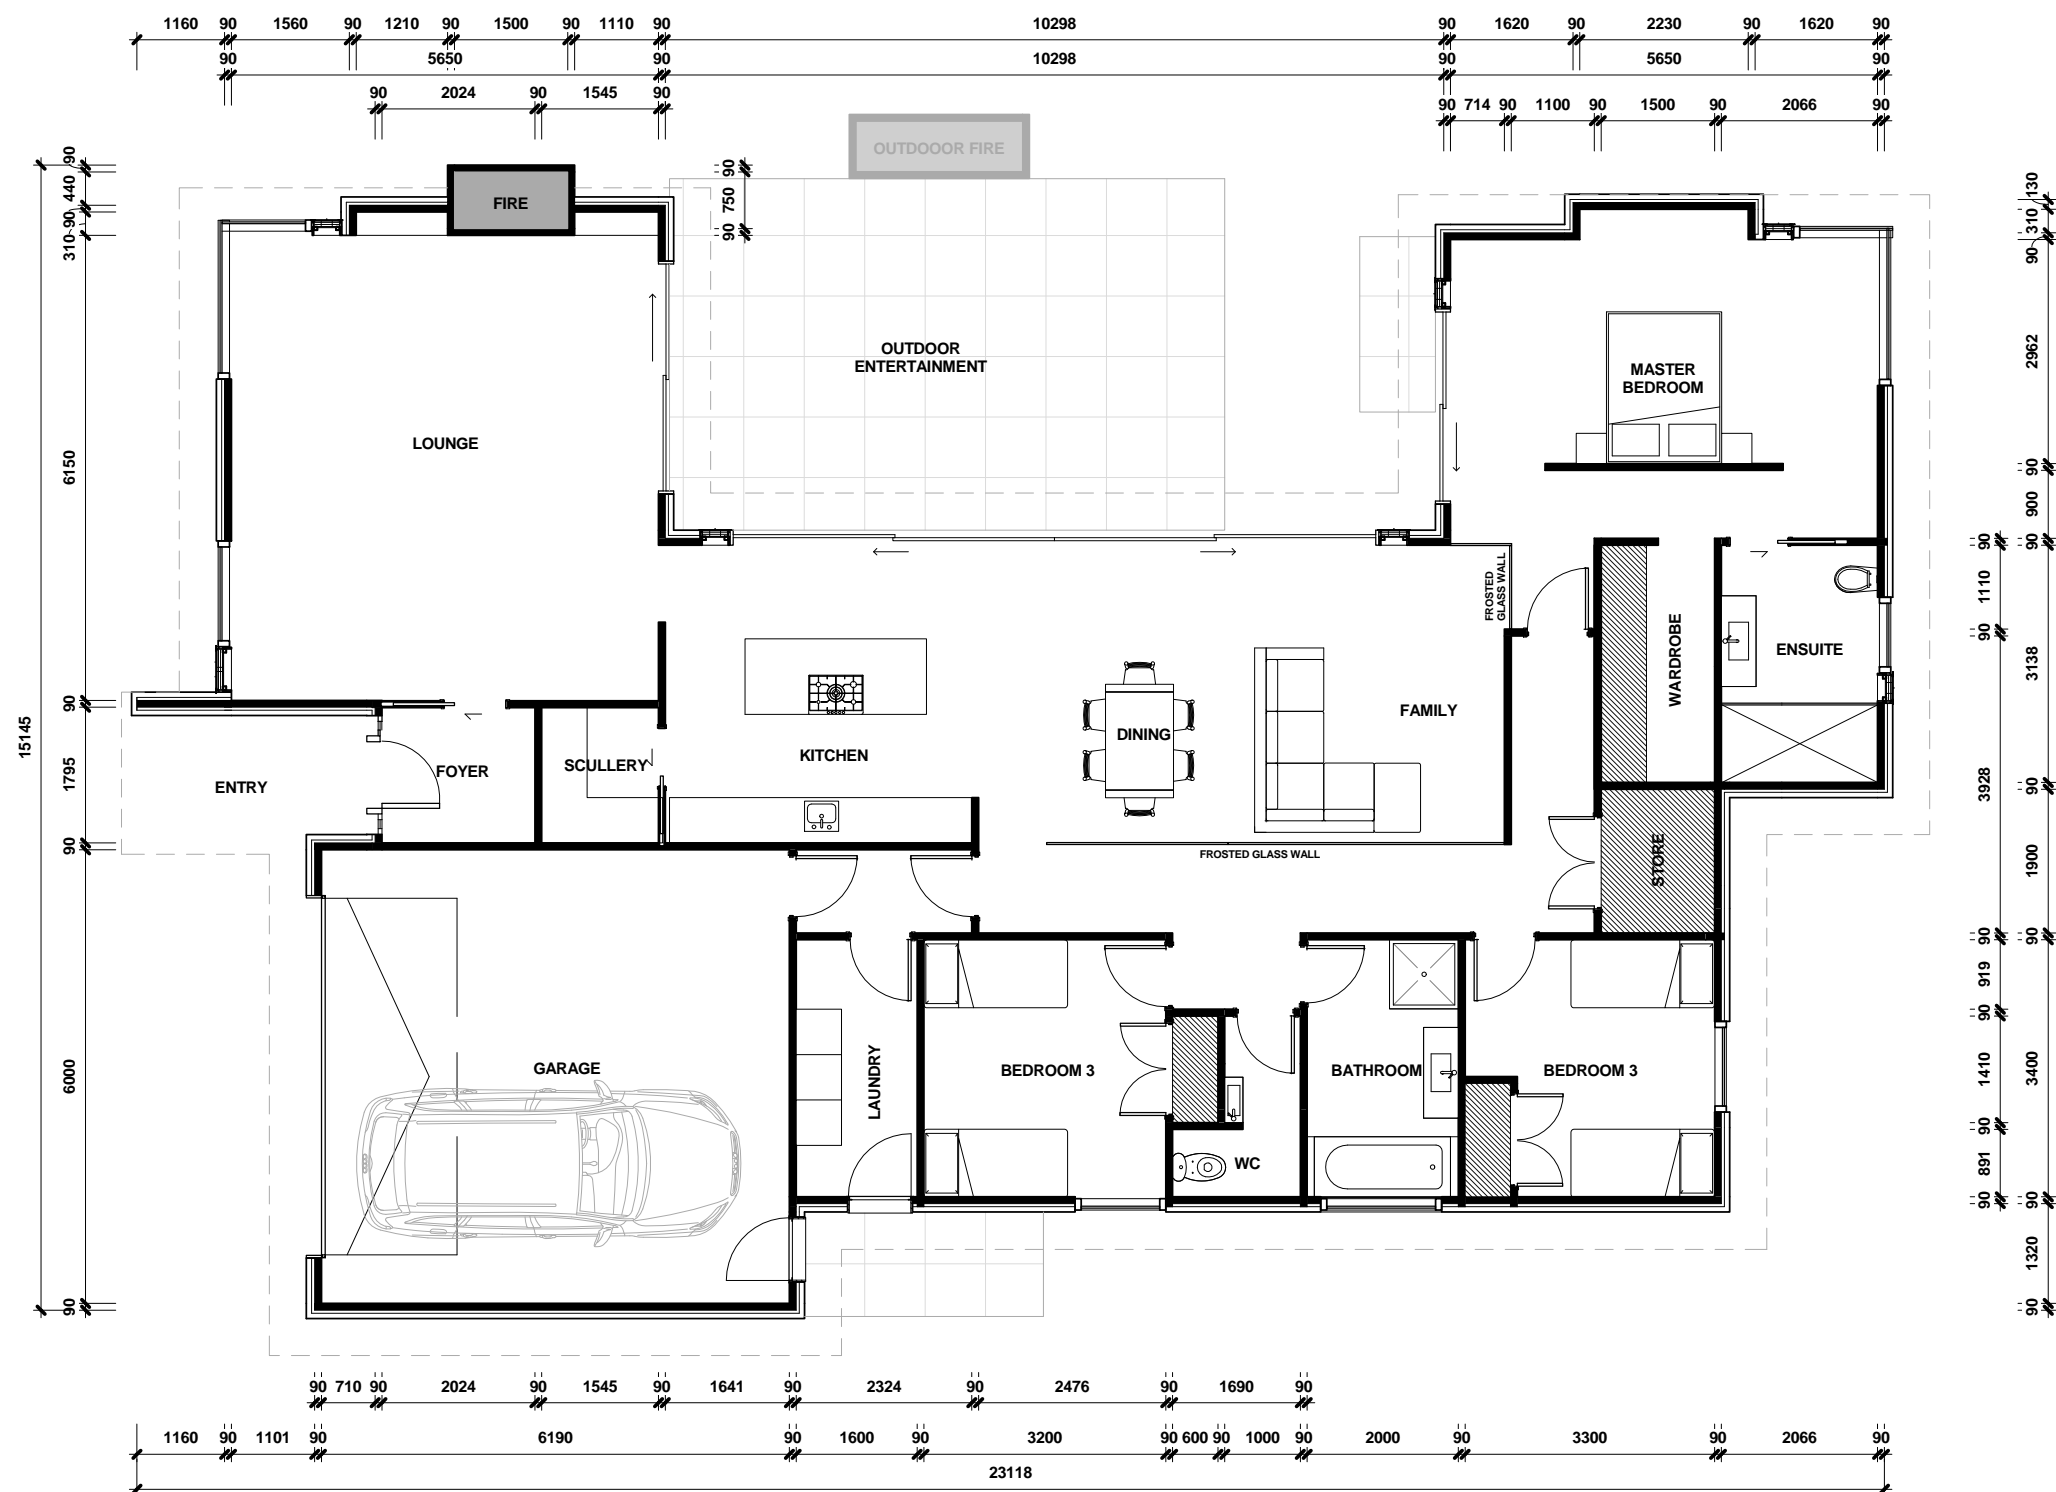 1160 90 1560 90 1210 90 1500 90 1110 90 10298 90 1620 90 2230 90 1620 90
90 5650 90 10298 90 5650 90
90 2024 90 1545 90
90 714 90 1100 90 1500 90 2066 90
OUTDOOOR FIRE
FIRE
90
750
90
OUTDOOR
ENTERTAINMENT
MASTER
BEDROOM
LOUNGE
FROSTED
GLASS WALL
WARDROBE
ENSUITE
FAMILY
DINING
KITCHEN
SCULLERY
FOYER
ENTRY
FROSTED GLASS WALL
STORE
GARAGE
LAUNDRY
BEDROOM 3
BATHROOM
BEDROOM 3
WC
15145
90
440
90
310
6150
90
1795
90
6000
90
130
310
90
2962
90
900
90
3138
90
1900
90
3400
90
1320
90
90
1110
90
3928
90
919
90
1410
90
891
90
90 710 90 2024 90 1545 90 1641 90 2324 90 2476 90 1690 90
1160 90 1101 90 6190 90 1600 90 3200 90 600 90 1000 90 2000 90 3300 90 2066 90
23118